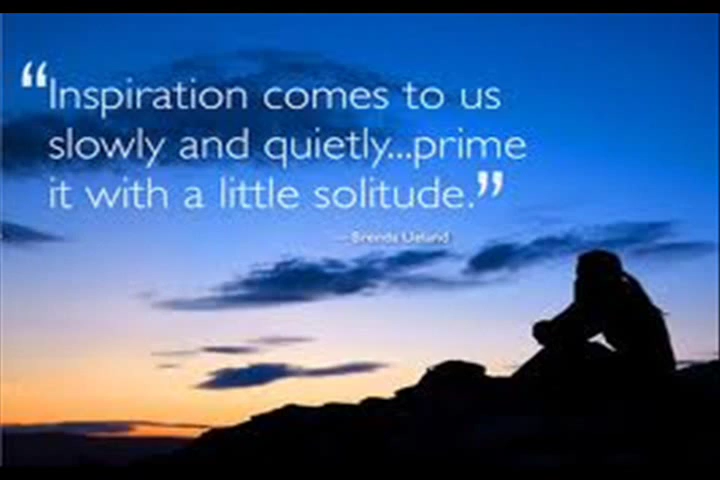 “Inspiration comes to us
slowly and quietly...prime
it with a little solitude.”
- Brenda Ueland